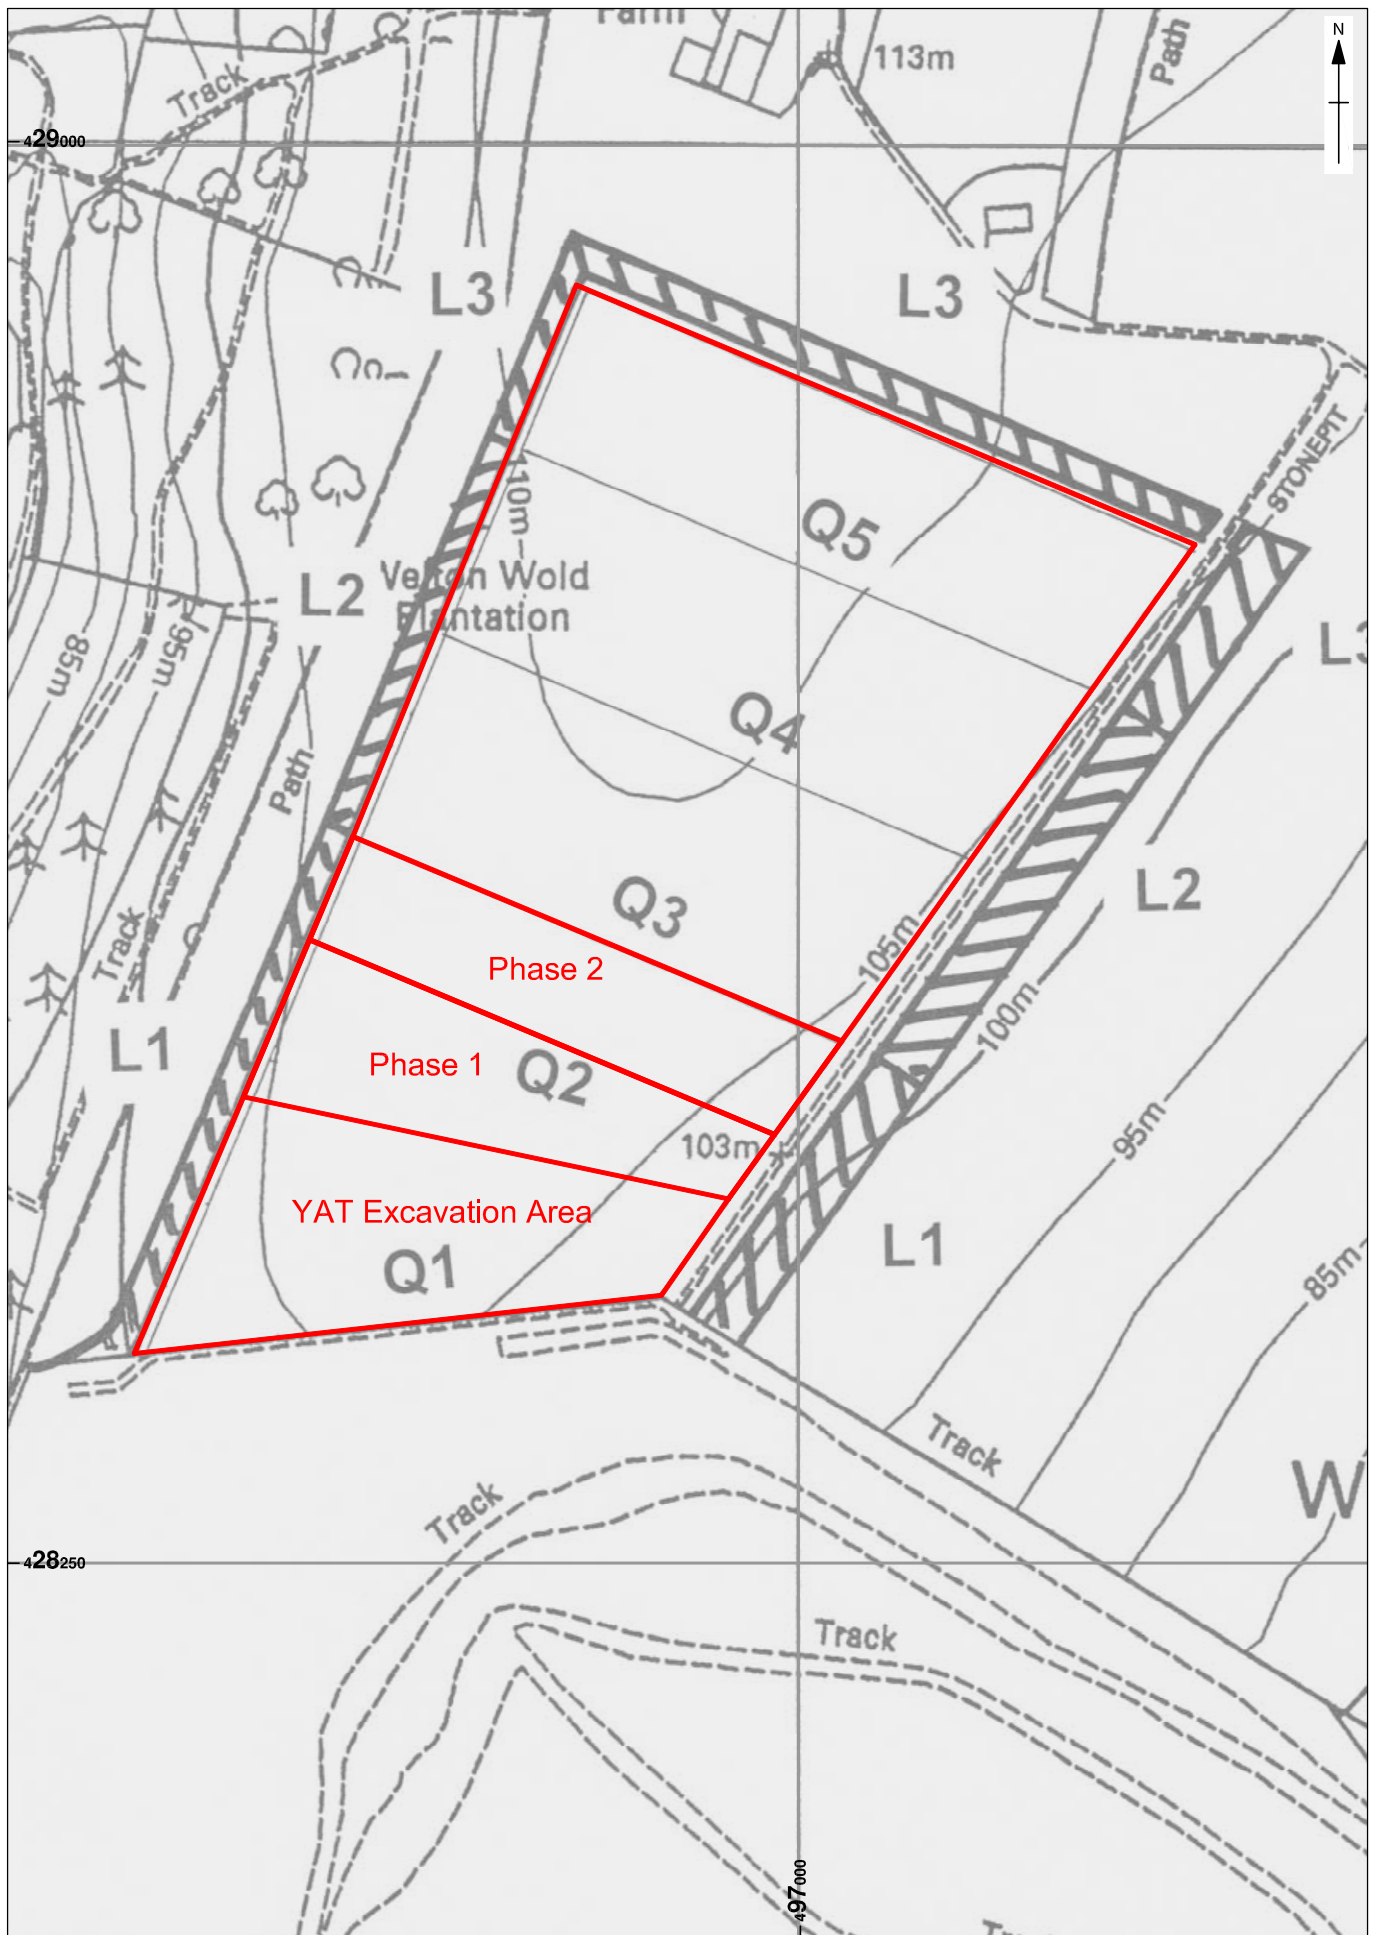 Farm
N
113m
Path
Track
429000
L3
L3
STONEPIT
110m
Q5
Welton Wold
Plantation
L2
L3
85m
95m
Q4
Path
L2
Q3
Track
105m
Phase 2
100m
L1
Phase 1
Q2
95m
103m
YAT Excavation Area
L1
Q1
85m
Track
W
Track
428250
Track
497000